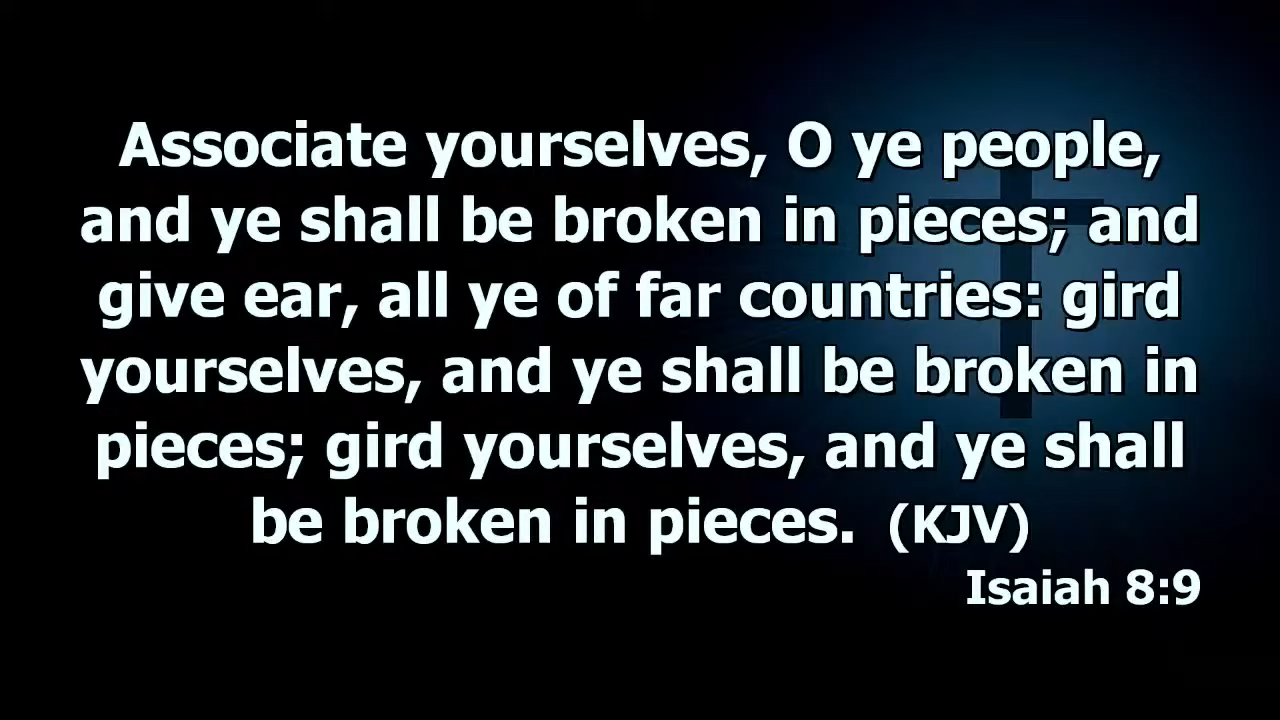 Associate yourselves, O ye people,
and ye shall be broken in pieces; and
give ear, all ye of far countries: gird
yourselves, and ye shall be broken in
pieces; gird yourselves, and ye shall
be broken in pieces. (KJV)
Isaiah 8:9